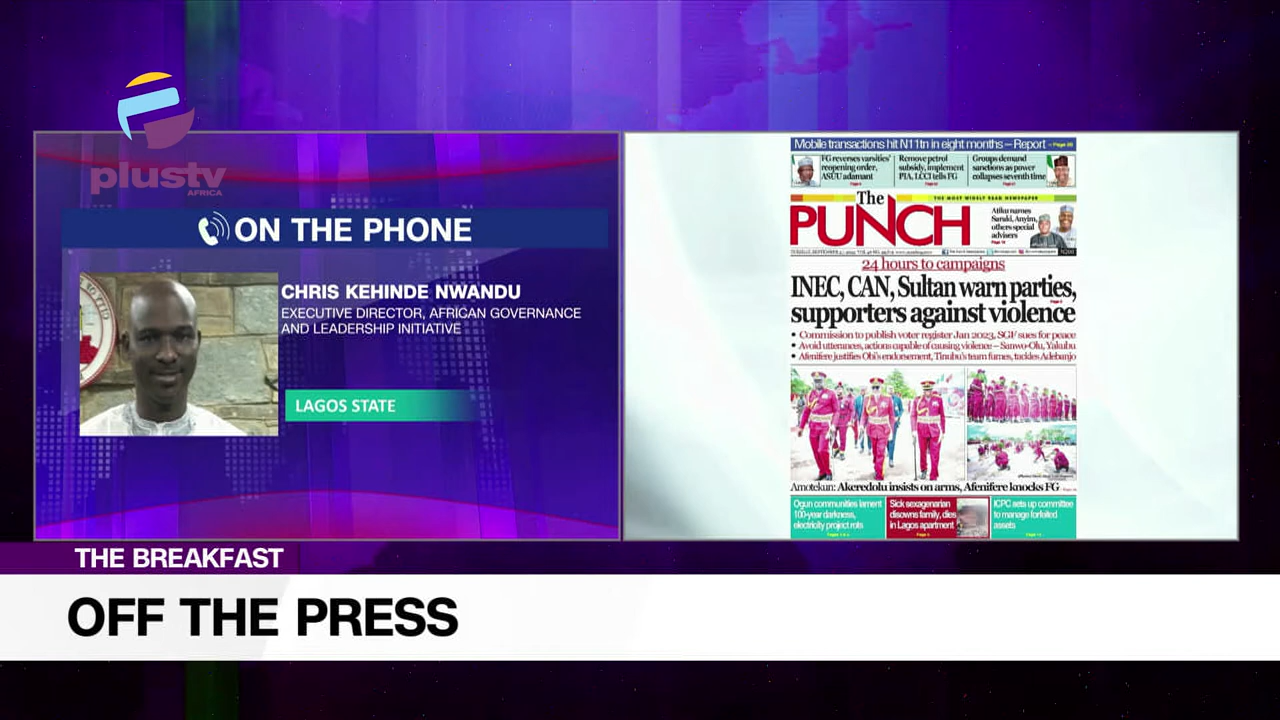 plustv
AFRICA
ON THE PHONE
CHRIS KEHINDE NWANDU
EXECUTIVE DIRECTOR, AFRICAN GOVERNANCE
AND LEADERSHIP INITIATIVE
LAGOS STATE
Mobile transactions hit N11tn in eight months – Report
FG reverses varsities'
reopening order,
ASUU adamant
Remove petrol
subsidy, implement
PIA, LCCI tells FG
Groups demand
sanctions as power
collapses seventh time
The
PUNCH
THE MOST WIDELY READ NEWSPAPER
Atiku names
Saraki, Anyim,
others special
advisers
24 hours to campaigns
INEC, CAN, Sultan warn parties,
supporters against violence
• Commission to publish voter register Jan 2023, SGF sues for peace
• Avoid utterances, actions capable of causing violence – Sanwo-Olu, Yakubu
• Afenifere justifies Obi's endorsement, Tinubu's team fumes, tackles Adebanjo
Amotekun: Akeredolu insists on arms, Afenifere knocks FG
Ogun communities lament
100-year darkness,
electricity project rots
Sick sexagenarian
disowns family, dies
in Lagos apartment
ICPC sets up committee
to manage forfeited
assets
THE BREAKFAST
OFF THE PRESS